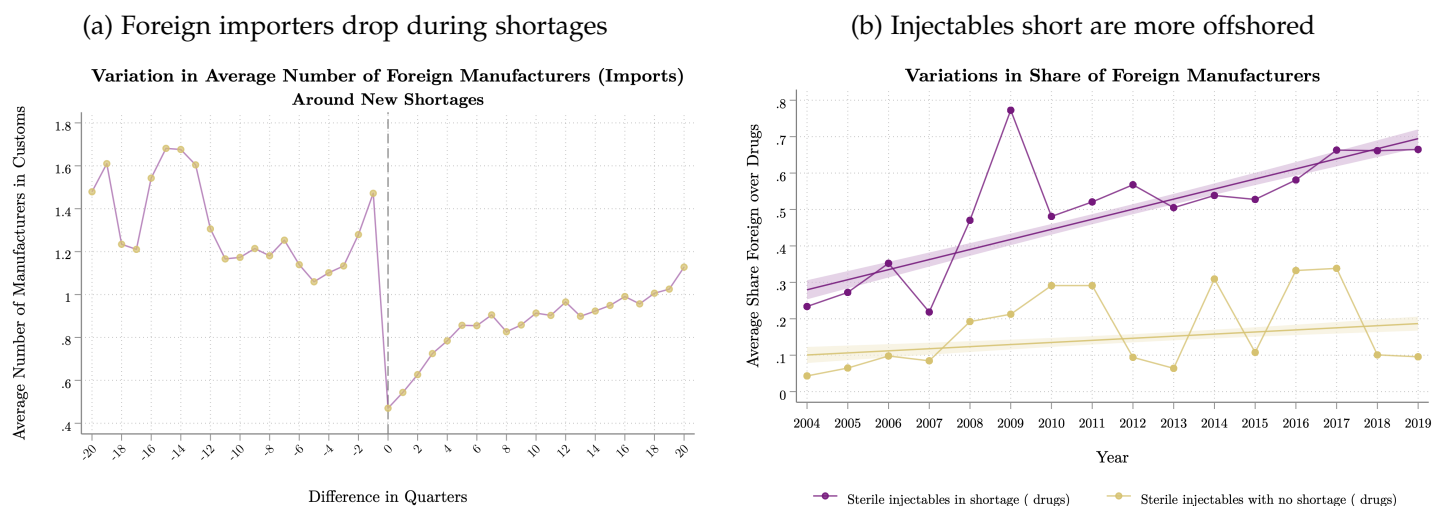 (a) Foreign importers drop during shortages
Variation in Average Number of Foreign Manufacturers (Imports)
Around New Shortages
Average Number of Manufacturers in Customs
1.8
1.6
1.4
1.2
1
.8
.6
.4
-20 -18 -16 -14 -12 -10 -8 -6 -4 -2 0 2 4 6 8 10 12 14 16 18 20
Difference in Quarters
(b) Injectables short are more offshored
Variations in Share of Foreign Manufacturers
Average Share Foreign over Drugs
.8
.7
.6
.5
.4
.3
.2
.1
0
2004 2005 2006 2007 2008 2009 2010 2011 2012 2013 2014 2015 2016 2017 2018 2019
Year
Sterile injectables in shortage ( drugs)
Sterile injectables with no shortage ( drugs)